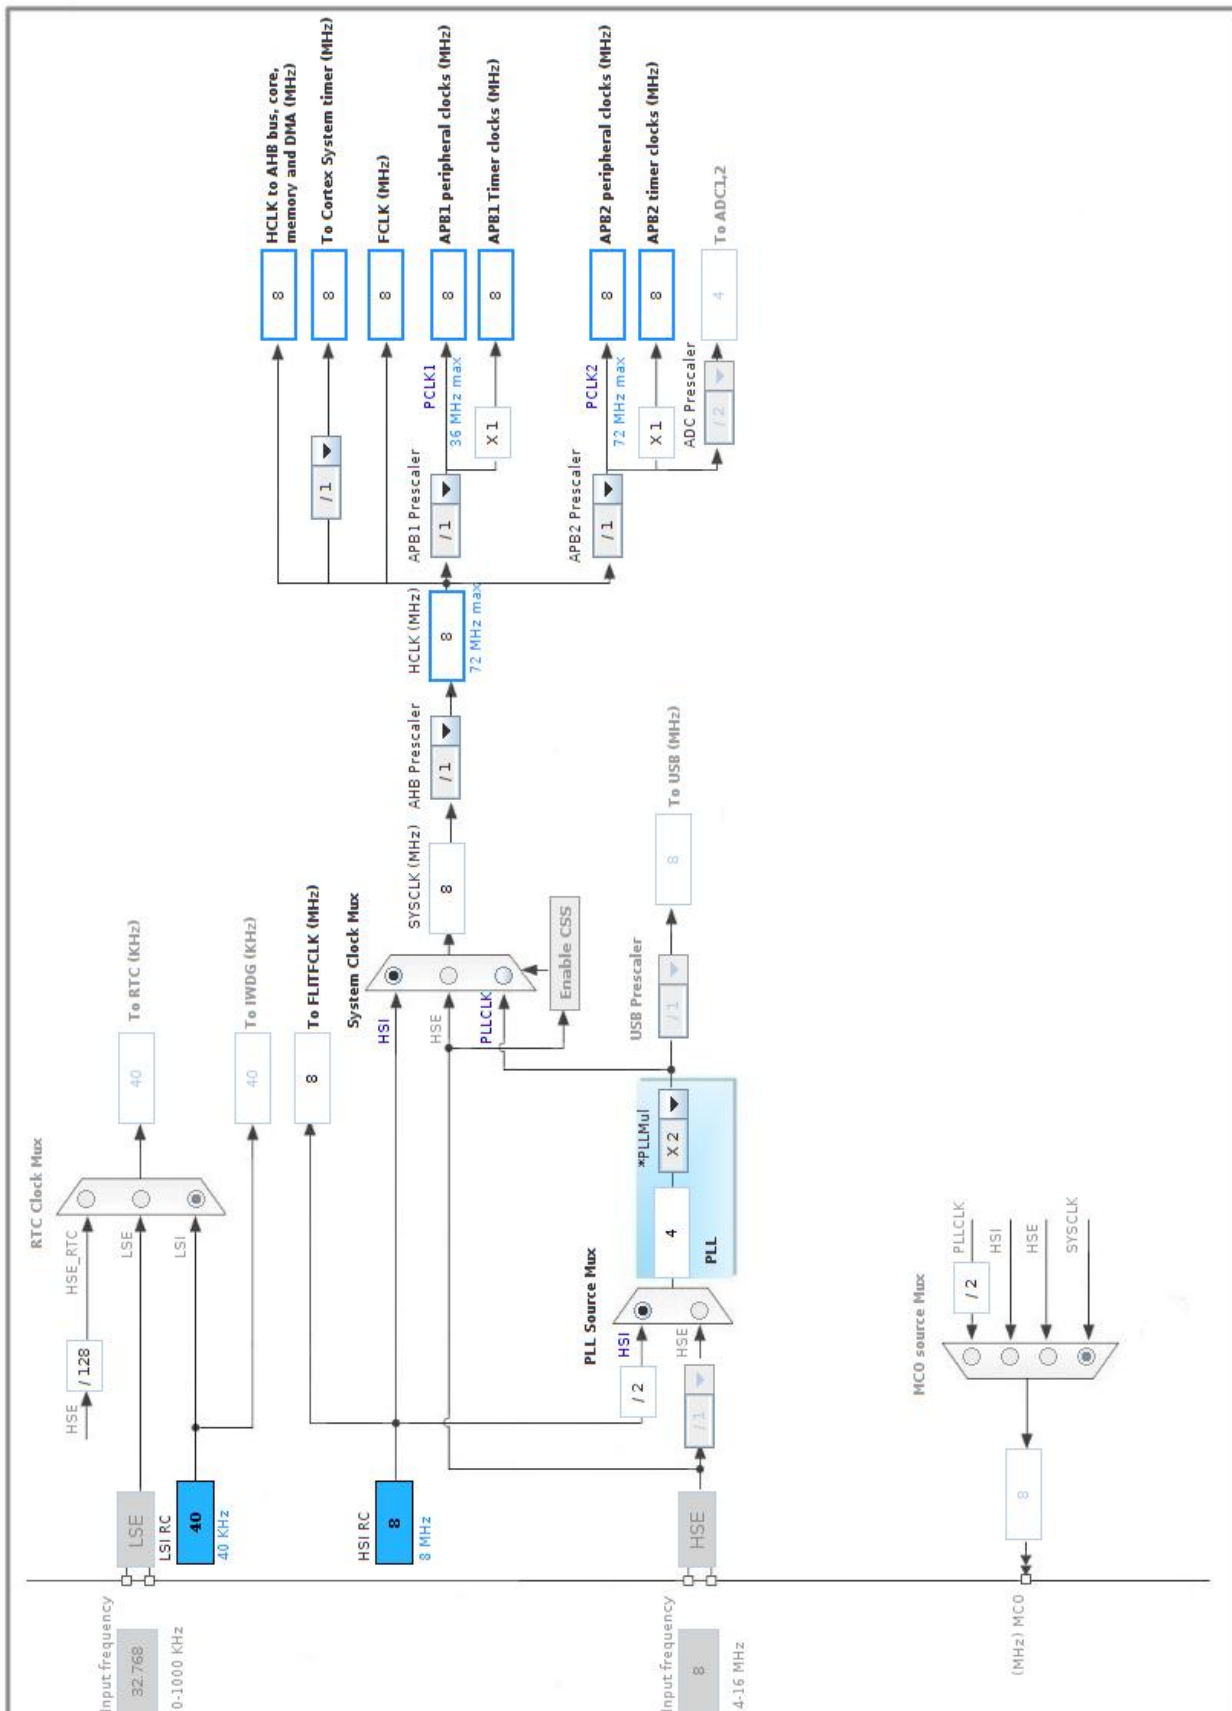 RTC Clock Mux
HSE
/ 128
HSE_RTC
LSE
LSI
40
To RTC (KHz)
Input frequency
32.768
0-1000 KHz
LSE
LSI RC
40
40 KHz
40
To IWDG (KHz)
8
To FLITFCLK (MHz)
HSI RC
8
8 MHz
System Clock Mux
HSI
HSE
PLLCLK
Enable CSS
SYSCLK (MHz)
8
AHB Prescaler
/ 1
HCLK (MHz)
8
72 MHz max
8
HCLK to AHB bus, core,
memory and DMA (MHz)
/ 1
8
To Cortex System timer (MHz)
8
FCLK (MHz)
APB1 Prescaler
/ 1
PCLK1
36 MHz max
8
APB1 peripheral clocks (MHz)
X 1
8
APB1 Timer clocks (MHz)
APB2 Prescaler
/ 1
PCLK2
72 MHz max
8
APB2 peripheral clocks (MHz)
X 1
8
APB2 timer clocks (MHz)
ADC Prescaler
/ 2
4
To ADC1,2
PLL Source Mux
/ 2
HSI
HSE
/ 1
4
*PLLMul
X 2
PLL
USB Prescaler
/ 1
8
To USB (MHz)
Input frequency
8
4-16 MHz
HSE
MCO source Mux
/ 2
PLLCLK
HSI
HSE
SYSCLK
8
(MHz) MCO